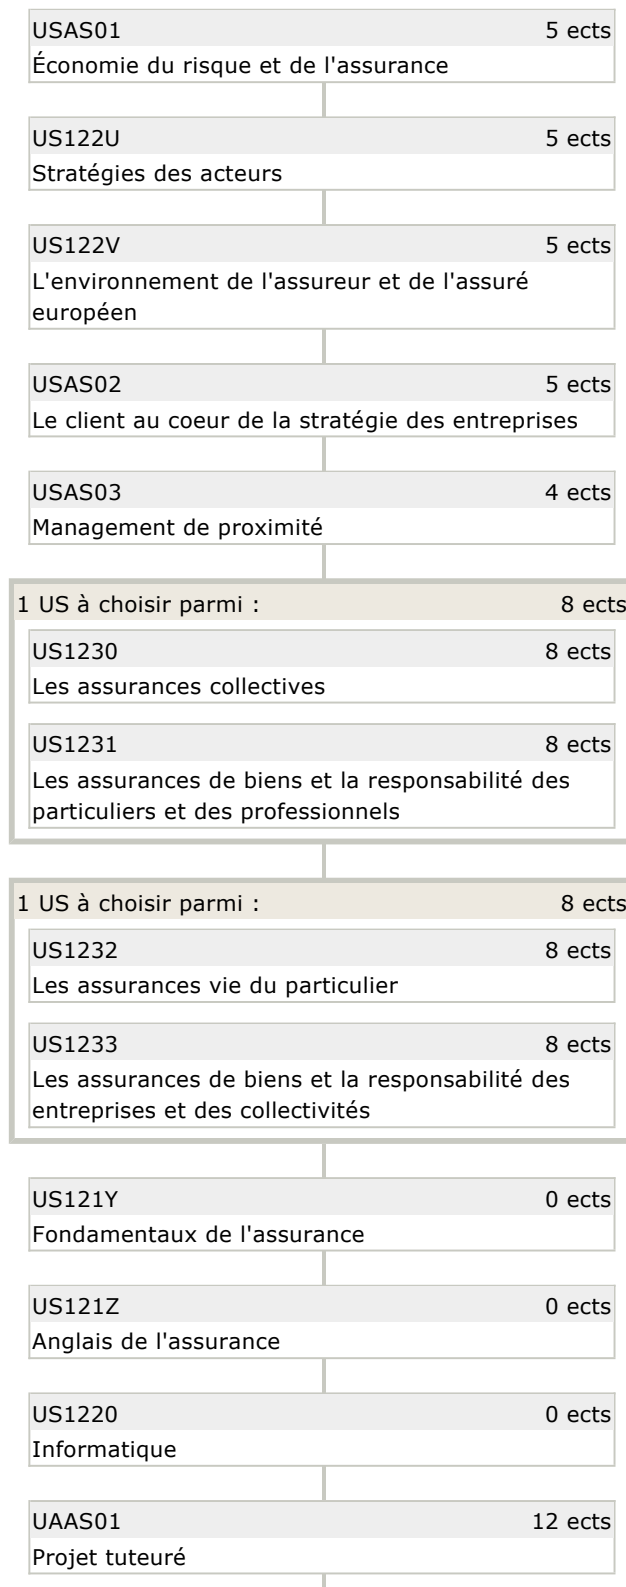 USAS01 5 ects
Économie du risque et de l'assurance
US122U 5 ects
Stratégies des acteurs
US122V 5 ects
L'environnement de l'assureur et de l'assuré
européen
USAS02 5 ects
Le client au coeur de la stratégie des entreprises
USAS03 4 ects
Management de proximité
1 US à choisir parmi : 8 ects
US1230 8 ects
Les assurances collectives
US1231 8 ects
Les assurances de biens et la responsabilité des
particuliers et des professionnels
1 US à choisir parmi : 8 ects
US1232 8 ects
Les assurances vie du particulier
US1233 8 ects
Les assurances de biens et la responsabilité des
entreprises et des collectivités
US121Y 0 ects
Fondamentaux de l'assurance
US121Z 0 ects
Anglais de l'assurance
US1220 0 ects
Informatique
UAAS01 12 ects
Projet tuteuré